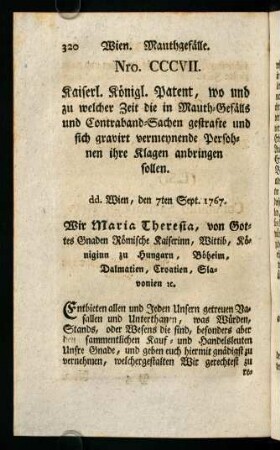 320 Wien. Mauthgefälle.
Nro. CCCVII.
Kaiserl. Königl. Patent, wo und
zu welcher Zeit die in Mauth-Gefälls
und Contraband-Sachen gestrafte und
sich gravirt vermeynende Persoh-
nen ihre Klagen anbringen
sollen.
dd. Wien, den 7ten Sept. 1767.
Wir Maria Theresia, von Got-
tes Gnaden Römische Kaiserinn, Wittib, Kö-
niginn zu Hungarn, Böheim,
Dalmatien, Croatien, Sla-
vonien ꝛc.
Entbieten allen und Jeden Unsern getreuen Va-
sallen und Unterthanen, was Würden,
Stands, oder Wesens die sind, besonders aber
den sammentlichen Kauf- und Handelsleuten
Unsre Gnade, und geben euch hiermit gnädigst zu
vernehmen, welchergestalten Wir gerechtest zu
re-